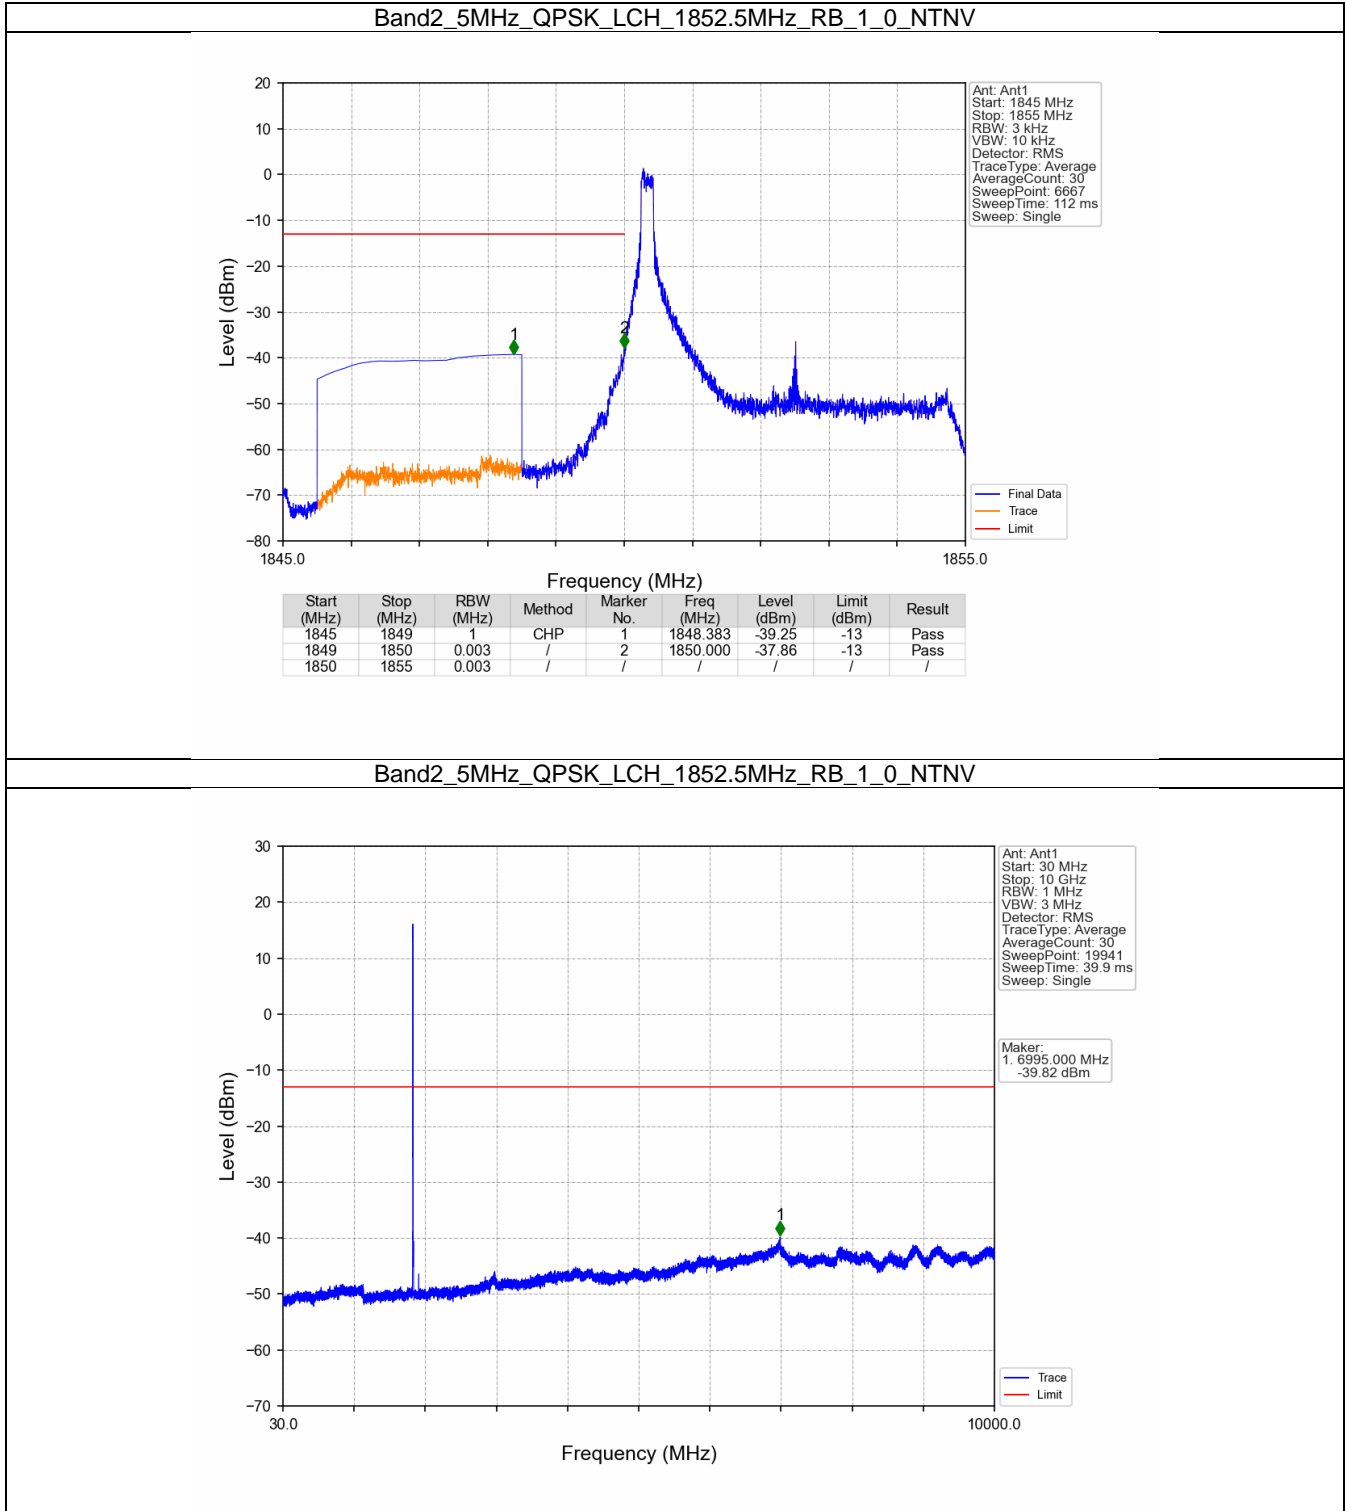 Band2_5MHz_QPSK_LCH_1852.5MHz_RB_1_0_NTNV
20
10
0
−10
−20
−30
−40
−50
−60
−70
−80
Level (dBm)
1
2
1845.0
1855.0
Frequency (MHz)
Ant: Ant1
Start: 1845 MHz
Stop: 1855 MHz
RBW: 3 kHz
VBW: 10 kHz
Detector: RMS
TraceType: Average
AverageCount: 30
SweepPoint: 6667
SweepTime: 112 ms
Sweep: Single
Final Data
Trace
Limit
Start (MHz) Stop (MHz) RBW (MHz) Method Marker No. Freq (MHz) Level (dBm) Limit (dBm) Result
1845 1849 1 CHP 1 1848.383 -39.25 -13 Pass
1849 1850 0.003 / 2 1850.000 -37.86 -13 Pass
1850 1855 0.003 / / / / / /
Band2_5MHz_QPSK_LCH_1852.5MHz_RB_1_0_NTNV
30
20
10
0
−10
−20
−30
−40
−50
−60
−70
Level (dBm)
1
30.0
10000.0
Frequency (MHz)
Ant: Ant1
Start: 30 MHz
Stop: 10 GHz
RBW: 1 MHz
VBW: 3 MHz
Detector: RMS
TraceType: Average
AverageCount: 30
SweepPoint: 19941
SweepTime: 39.9 ms
Sweep: Single
Maker:
1. 6995.000 MHz
-39.82 dBm
Trace
Limit